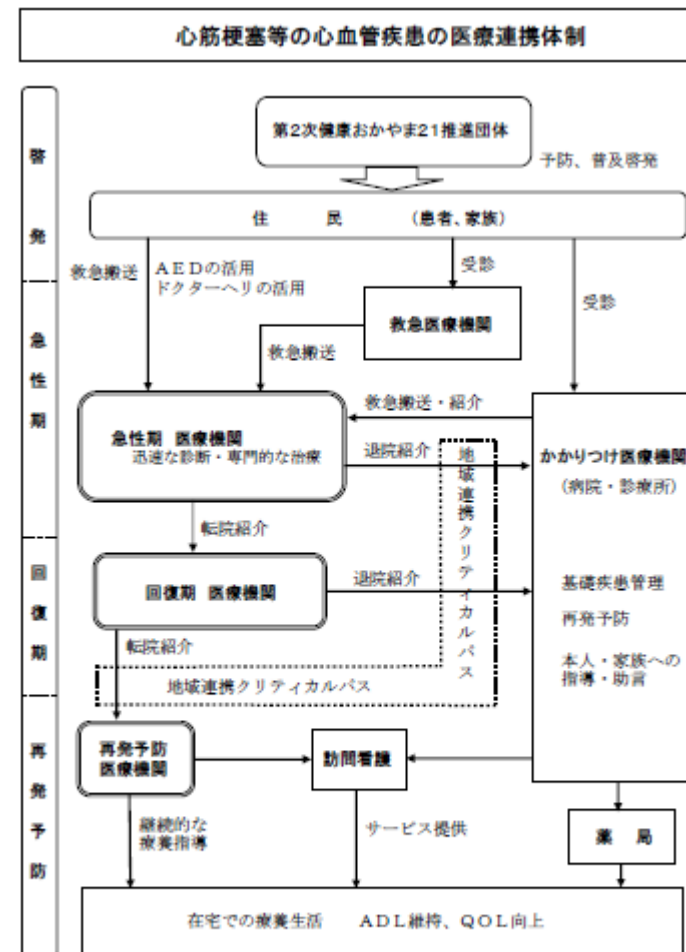 心筋梗塞等の心血管疾患の医療連携体制
啓発
第2次健康おかやま21推進団体
予防、普及啓発
住 民 (患者、家族)
救急搬送
AEDの活用
ドクターヘリの活用
受診
受診
急性期
救急医療機関
救急搬送
急性期 医療機関
迅速な診断・専門的な治療
救急搬送・紹介
退院紹介
地域連携クリティカルパス
かかりつけ医療機関
(病院・診療所)
転院紹介
回復期
回復期 医療機関
退院紹介
基礎疾患管理
再発予防
本人・家族への
指導・助言
転院紹介
地域連携クリティカルパス
再発予防
再発予防
医療機関
訪問看護
継続的な
療養指導
サービス提供
薬 局
在宅での療養生活 ADL維持、QOL向上